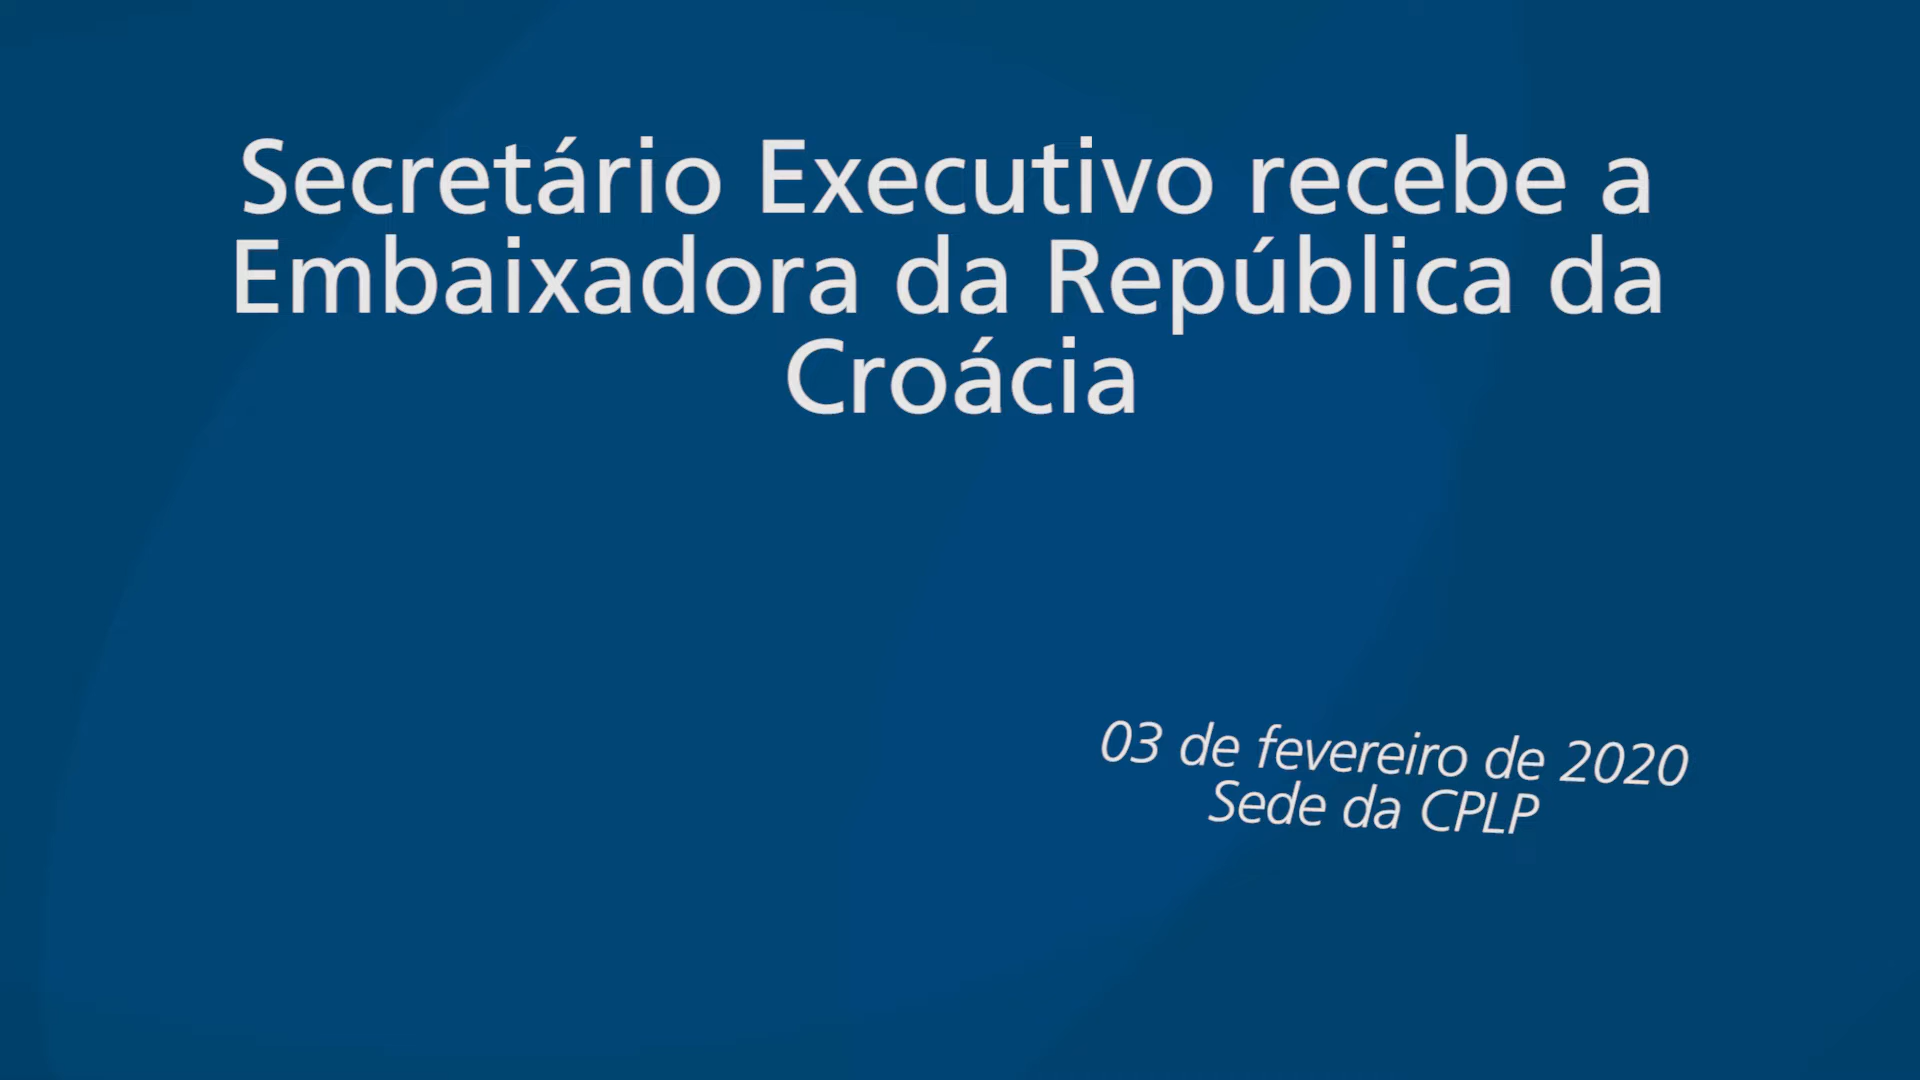 Secretário Executivo recebe a
Embaixadora da República da
Croácia
03 de fevereiro de 2020
Sede da CPLP